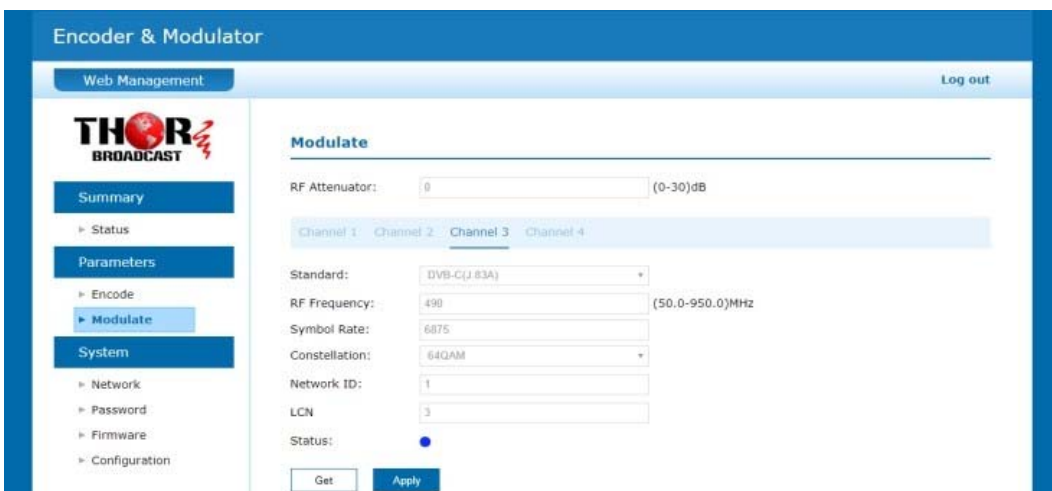 Encoder & Modulator
Web Management
Log out
THOR
BROADCAST
Summary
Status
Parameters
Encode
Modulate
System
Network
Password
Firmware
Configuration
Modulate
RF Attenuator: 0 (0-30)dB
Channel 1 Channel 2 Channel 3 Channel 4
Standard: DVB-C(J.83A)
RF Frequency: 490 (50.0-950.0)MHz
Symbol Rate: 6875
Constellation: 64QAM
Network ID: 1
LCN 3
Status:
Get Apply